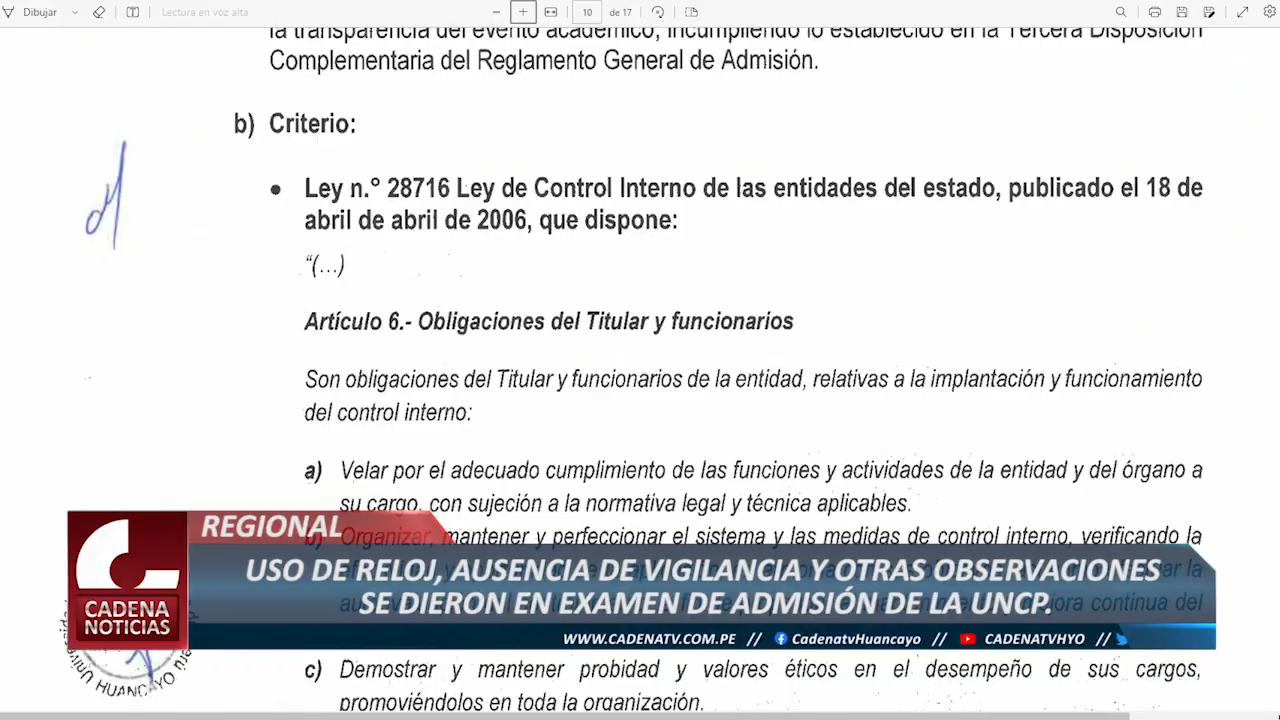 Dibujar
Lectura en voz alta
10
de 17
la transparencia del evento académico, incumpliendo lo establecido en la Tercera Disposición
Complementaria del Reglamento General de Admisión.
b) Criterio:
• Ley n.° 28716 Ley de Control Interno de las entidades del estado, publicado el 18 de
abril de abril de 2006, que dispone:
“(…)
Artículo 6.- Obligaciones del Titular y funcionarios
Son obligaciones del Titular y funcionarios de la entidad, relativas a la implantación y funcionamiento
del control interno:
a) Velar por el adecuado cumplimiento de las funciones y actividades de la entidad y del órgano a
su cargo, con sujeción a la normativa legal y técnica aplicables.
b) Organizar, mantener y perfeccionar el sistema y las medidas de control interno, verificando la
REGIONAL
USO DE RELOJ, AUSENCIA DE VIGILANCIA Y OTRAS OBSERVACIONES
SE DIERON EN EXAMEN DE ADMISIÓN DE LA UNCP.
CADENA
NOTICIAS
WWW.CADENATV.COM.PE // CadenatvHuancayo // CADENATVHYO //
HUANCAYO
c) Demostrar y mantener probidad y valores éticos en el desempeño de sus cargos,
promoviéndolos en toda la organización.